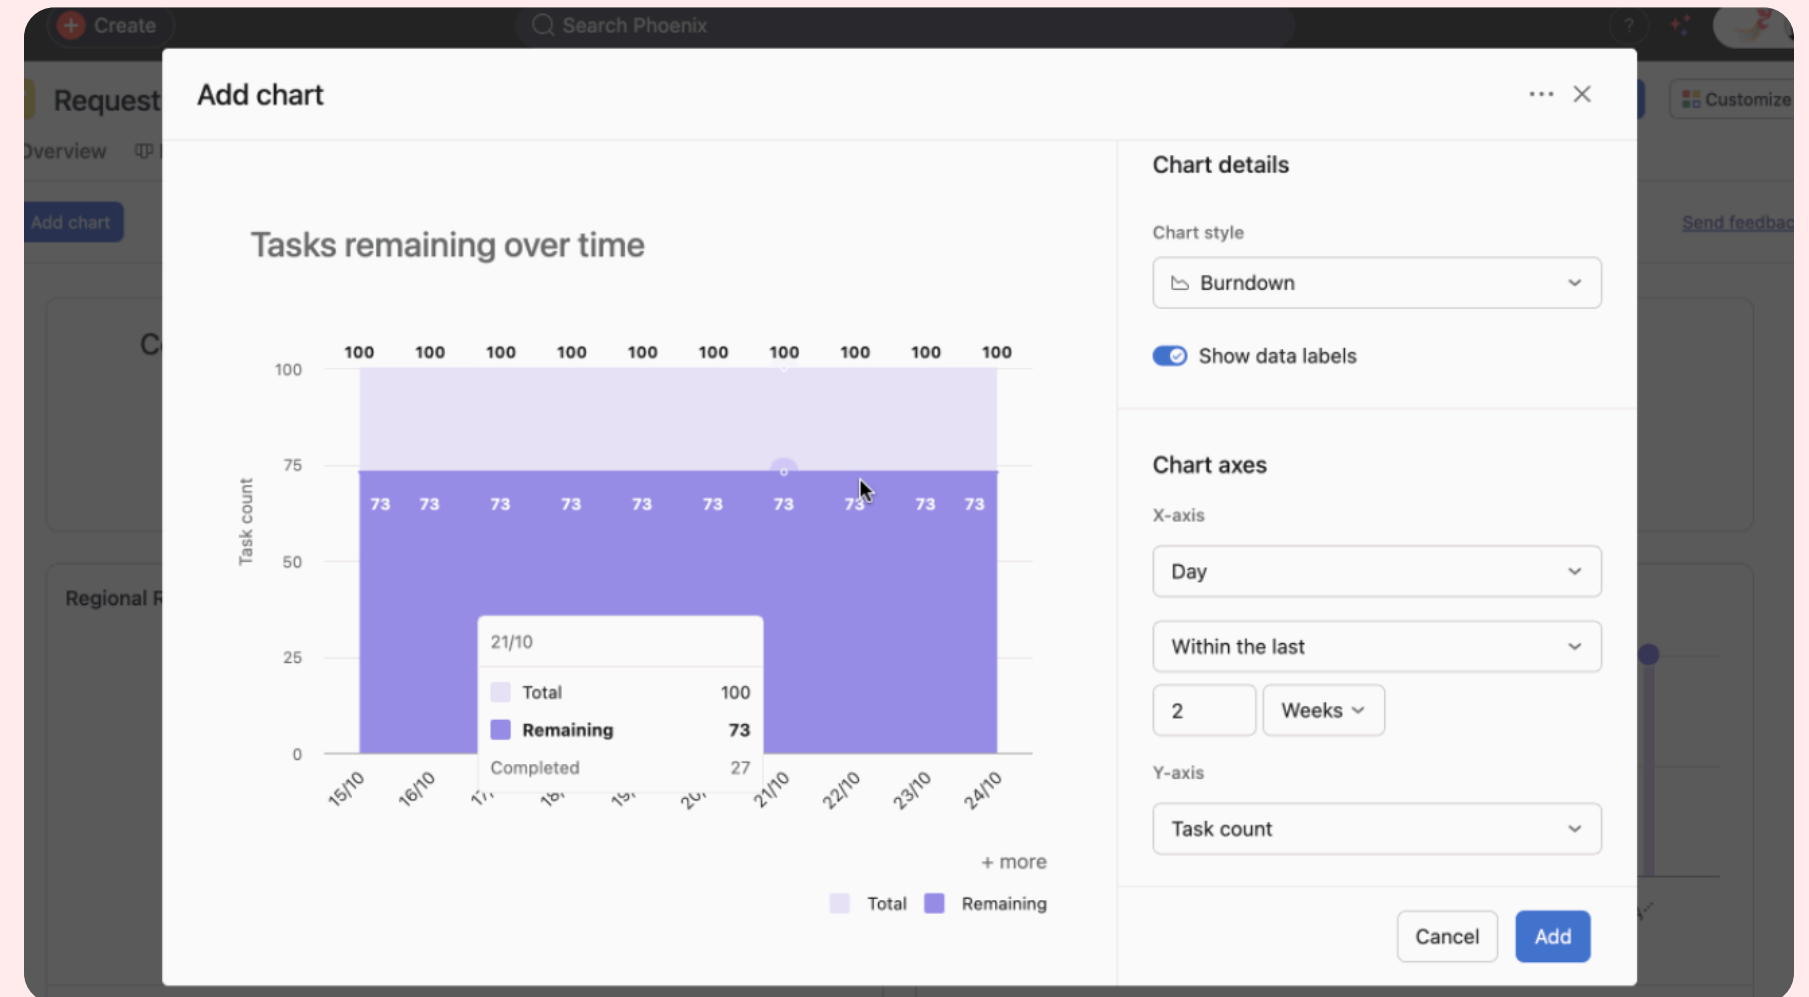 Create
Search Phoenix
?
Request
Customize
Overview
Add chart
Send feedbac
Regional R
Add chart
Tasks remaining over time
100 100 100 100 100 100 100 100 100 100
100
75
50
25
0
Task count
73 73 73 73 73 73 73 73 73 73
21/10
Total 100
Remaining 73
Completed 27
15/10 16/10 21/10 22/10 23/10 24/10
+ more
Total Remaining
Chart details
Chart style
Burndown
Show data labels
Chart axes
X-axis
Day
Within the last
2 Weeks
Y-axis
Task count
Cancel Add